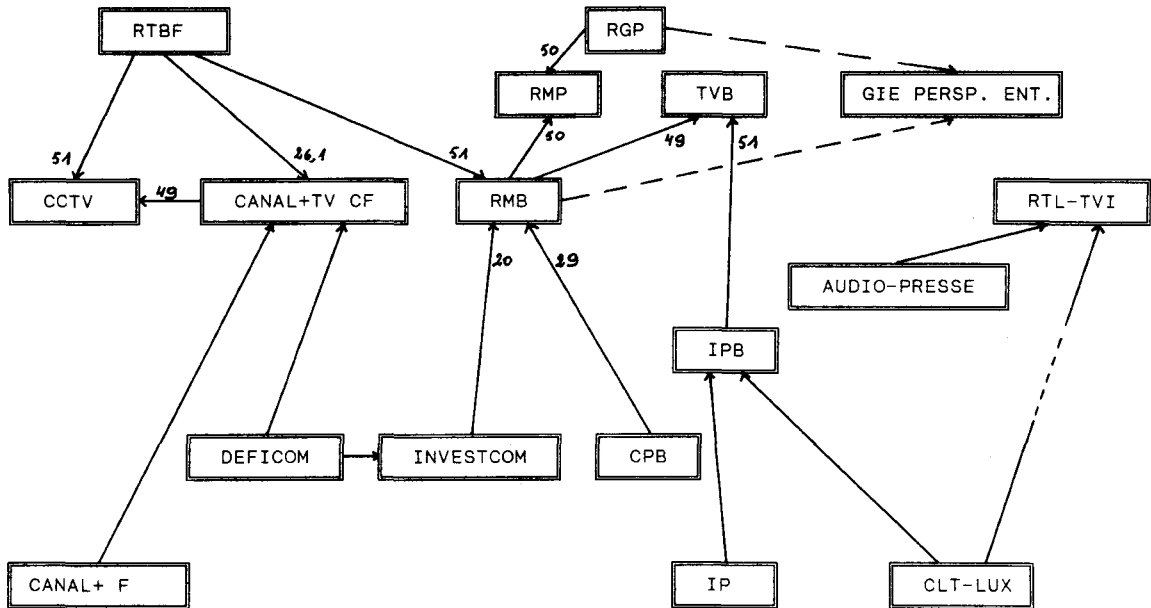 RTBF
RGP
50
RMP
TVB
GIE PERSP. ENT.
50
49
51
51
26,1
51
CCTV
49
CANAL+TV CF
RMB
RTL-TVI
20
29
AUDIO-PRESSE
IPB
DEFICOM
INVESTCOM
CPB
CANAL+ F
IP
CLT-LUX